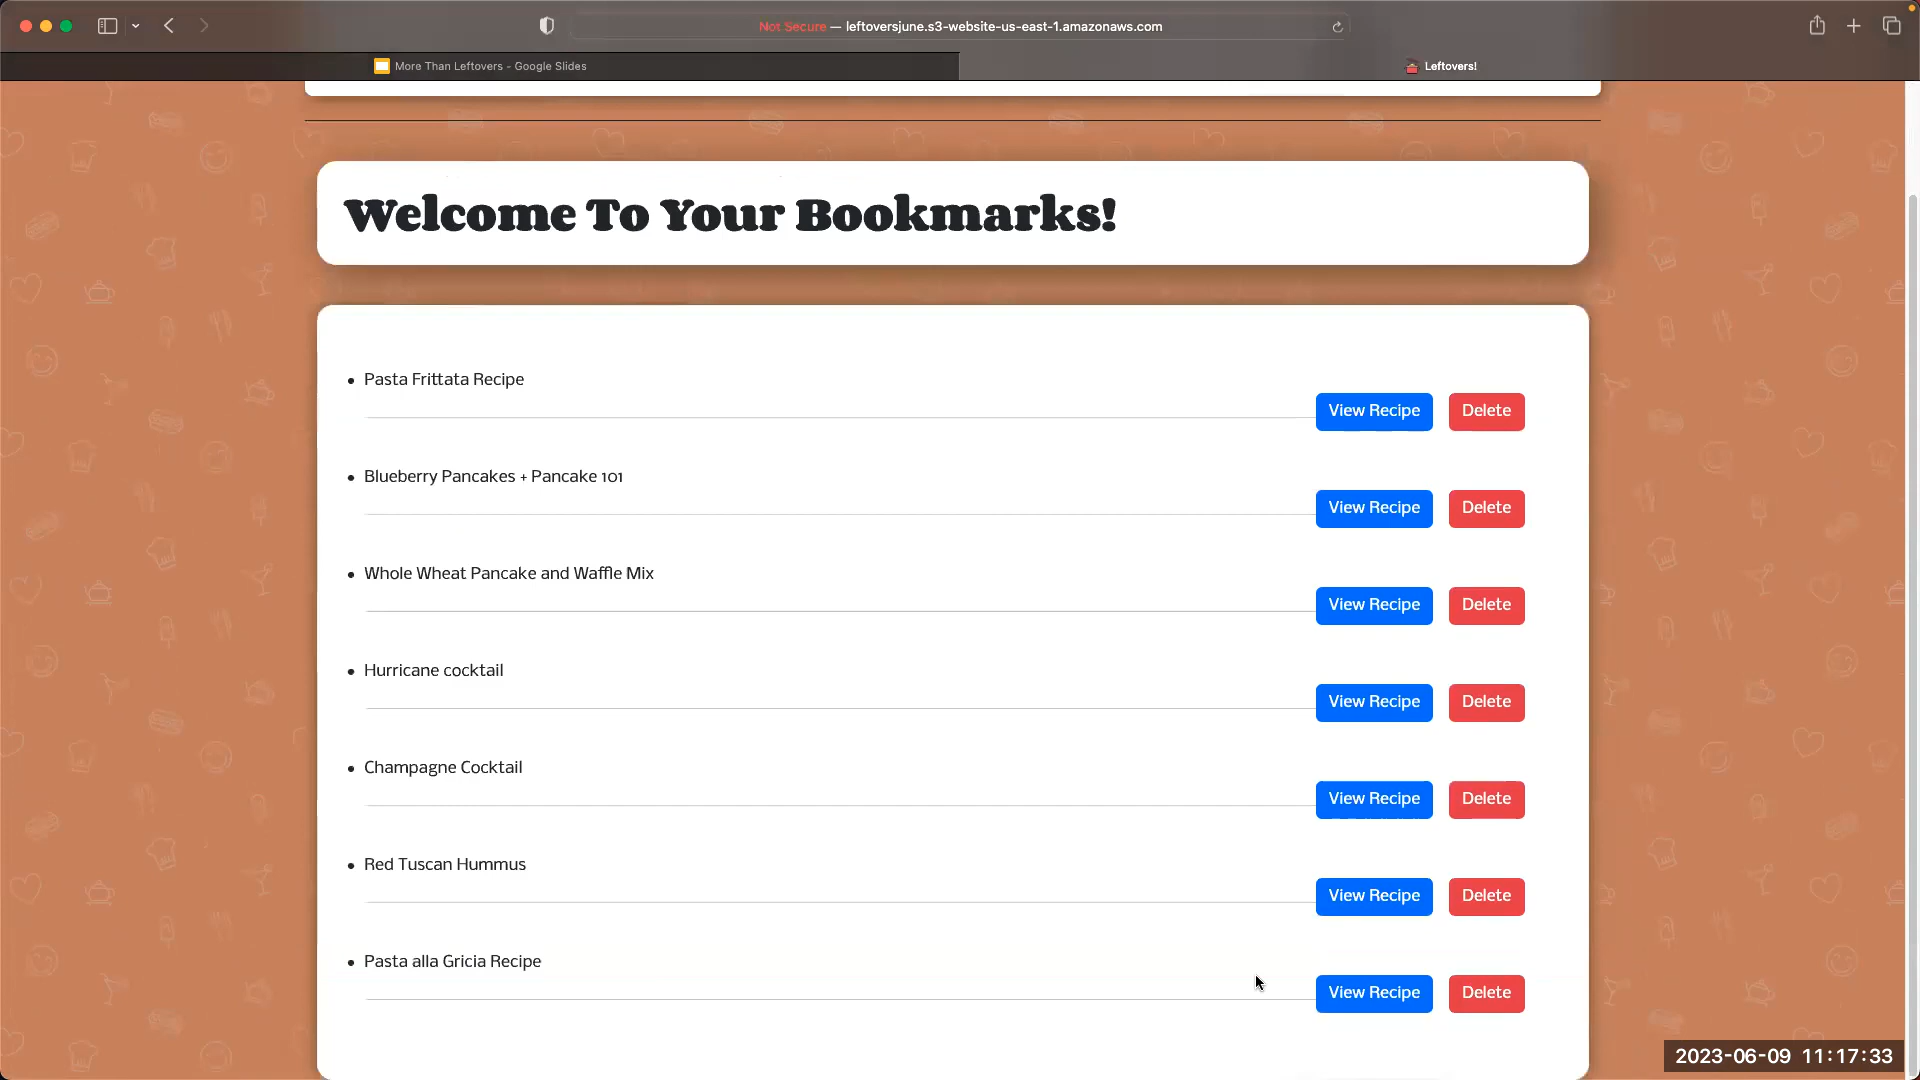 Not Secure — leftoversjune.s3-website-us-east-1.amazonaws.com
More Than Leftovers - Google Slides
Leftovers!
Welcome To Your Bookmarks!
Pasta Frittata Recipe
View Recipe Delete
Blueberry Pancakes + Pancake 101
View Recipe Delete
Whole Wheat Pancake and Waffle Mix
View Recipe Delete
Hurricane cocktail
View Recipe Delete
Champagne Cocktail
View Recipe Delete
Red Tuscan Hummus
View Recipe Delete
Pasta alla Gricia Recipe
View Recipe Delete
2023-06-09 11:17:33